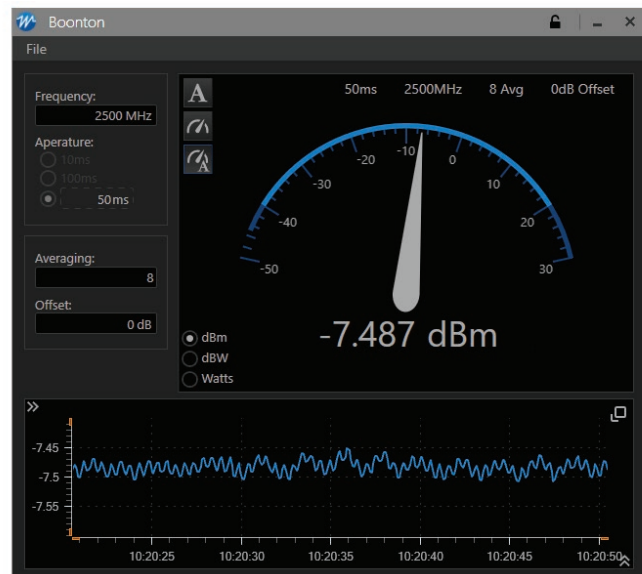 Boonton
File
Frequency:
2500 MHz
Aperature:
10ms
100ms
50ms
Averaging:
8
Offset:
0 dB
A
A
50ms 2500MHz 8 Avg 0dB Offset
-50
-40
-30
-20
-10
0
10
20
30
-7.487 dBm
dBm
dBW
Watts
-7.45
-7.5
-7.55
10:20:25 10:20:30 10:20:35 10:20:40 10:20:45 10:20:50